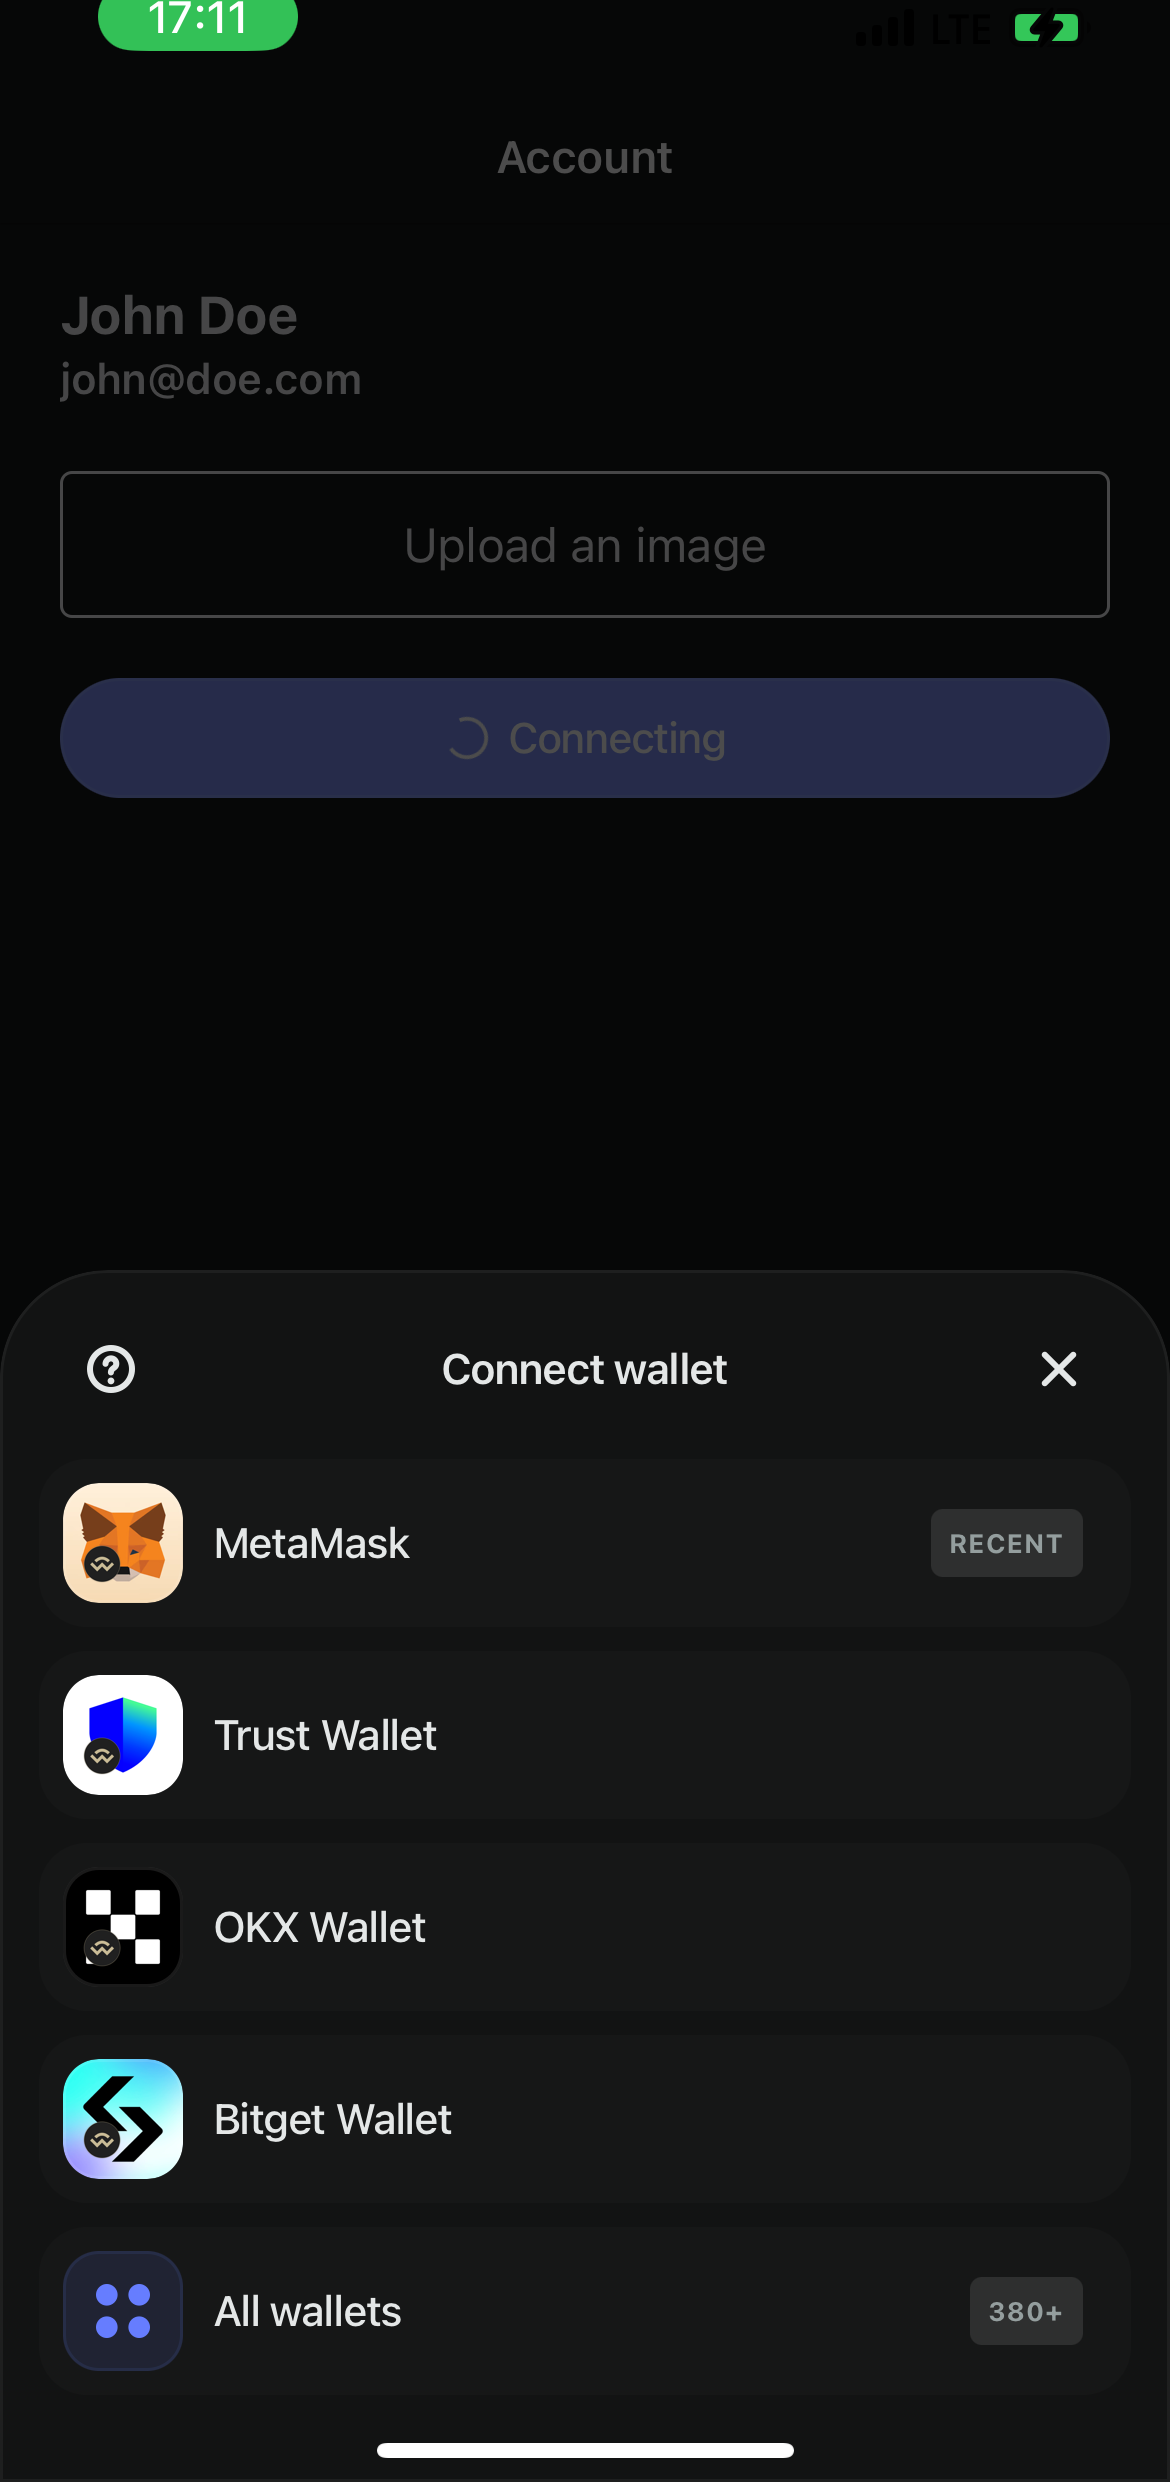 17:11
LTE
Account
John Doe
john@doe.com
Upload an image
Connecting
Connect wallet
MetaMask
RECENT
Trust Wallet
OKX Wallet
Bitget Wallet
All wallets
380+